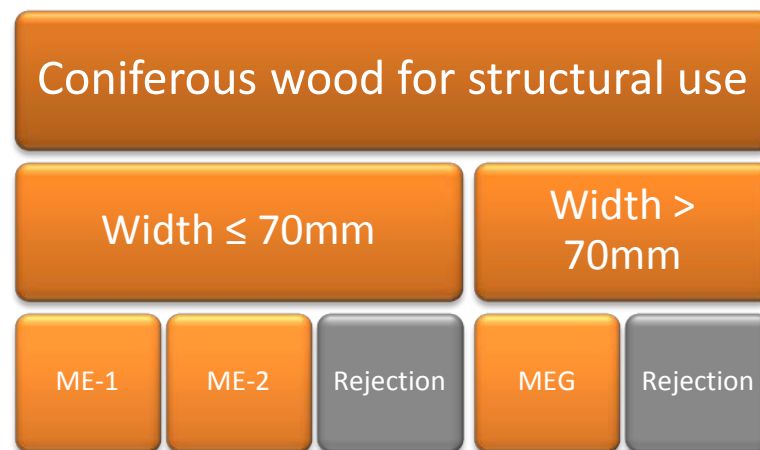 Coniferous wood for structural use
Width ≤ 70mm
Width >
70mm
ME-1
ME-2
Rejection
MEG
Rejection